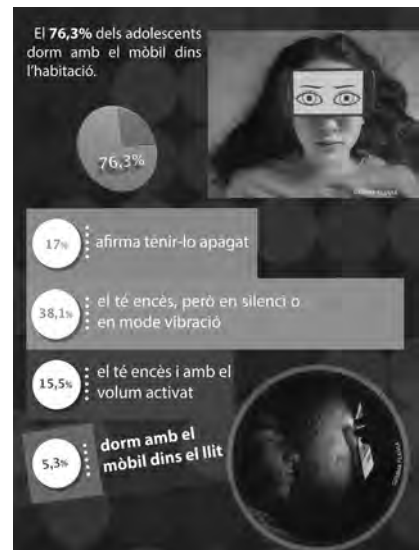 El 76,3% dels adolescents
dorm amb el mòbil dins
l'habitació.
76,3%
17%
afirma tenir-lo apagat
38,1%
el té encès, però en silenci o
en mode vibració
15,5%
el té encès i amb el
volum activat
5,3%
dorm amb el
mòbil dins el llit